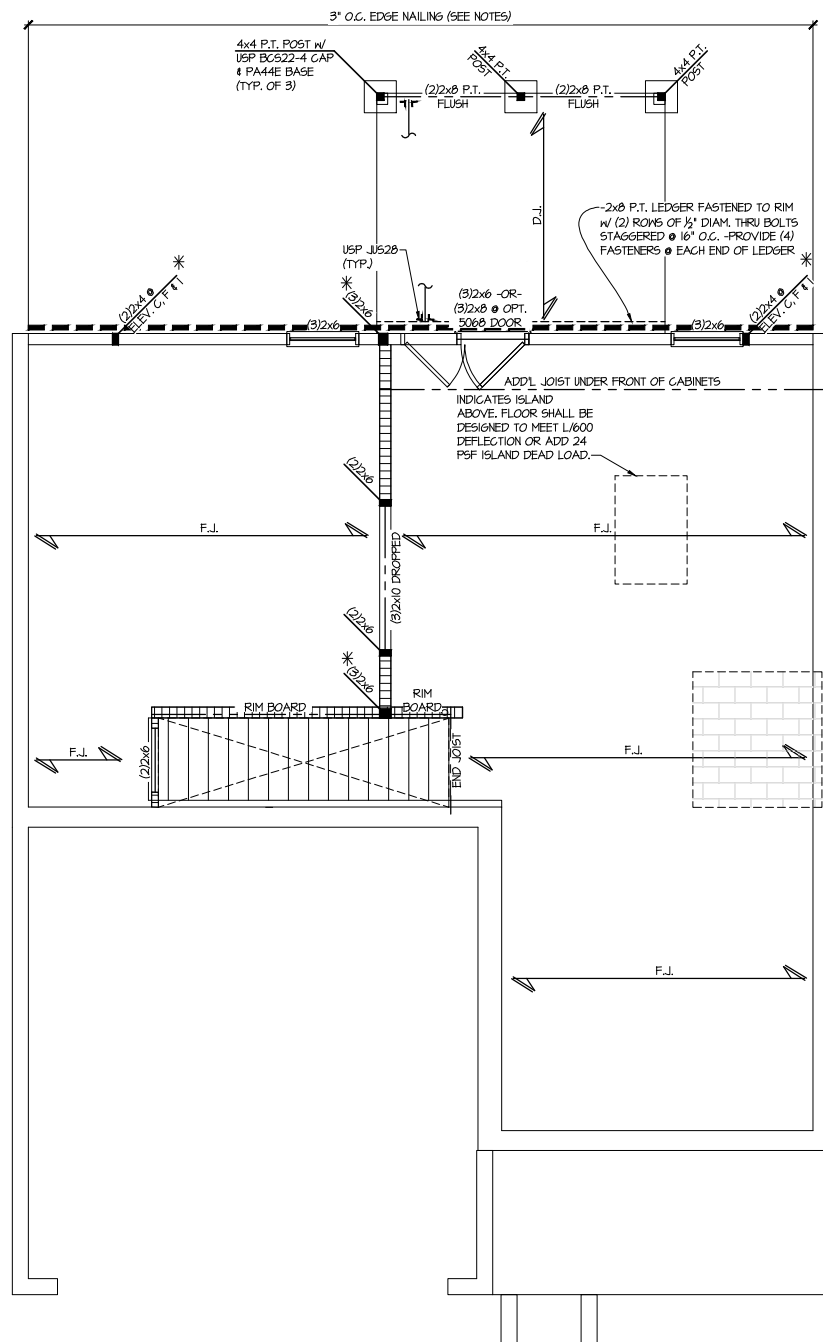 3" O.C. EDGE NAILING (SEE NOTES)
4x4 P.T. POST W/
USP BCS22-4 CAP
& PA44E BASE
(TYP. OF 3)
4x4 P.T.
POST
4x4 P.T.
POST
(2)2x8 P.T.
FLUSH
(2)2x8 P.T.
FLUSH
D.J.
-2x8 P.T. LEDGER FASTENED TO RIM
W/ (2) ROWS OF ½" DIAM. THRU BOLTS
STAGGERED @ 16" O.C. -PROVIDE (4)
FASTENERS @ EACH END OF LEDGER
USP JUS28
(TYP.)
(2)2x4 @
ELEV. C, F & I
*
*
(3)2x6
(3)2x6 -OR-
(3)2x8 @ OPT.
5068 DOOR
(2)2x4 @
ELEV. C, F & I
*
(3)2x6
(3)2x6
ADD'L JOIST UNDER FRONT OF CABINETS
INDICATES ISLAND
ABOVE. FLOOR SHALL BE
DESIGNED TO MEET L/600
DEFLECTION OR ADD 24
PSF ISLAND DEAD LOAD.
(2)2x6
F.J.
F.J.
(3)2x10 DROPPED
(2)2x6
*
(3)2x6
RIM BOARD
RIM
BOARD
F.J.
(2)2x6
END JOIST
F.J.
F.J.